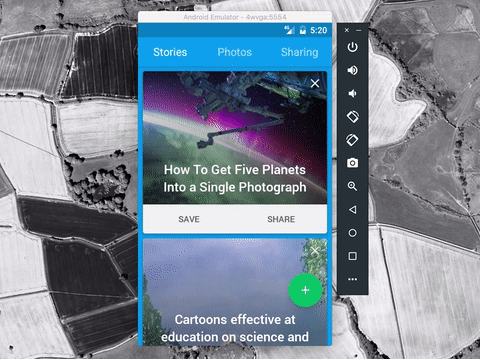 Android Emulator - 4wvga:5554
5:20
Stories Photos Sharing
How To Get Five Planets
Into a Single Photograph
SAVE SHARE
Cartoons effective at
education on science and